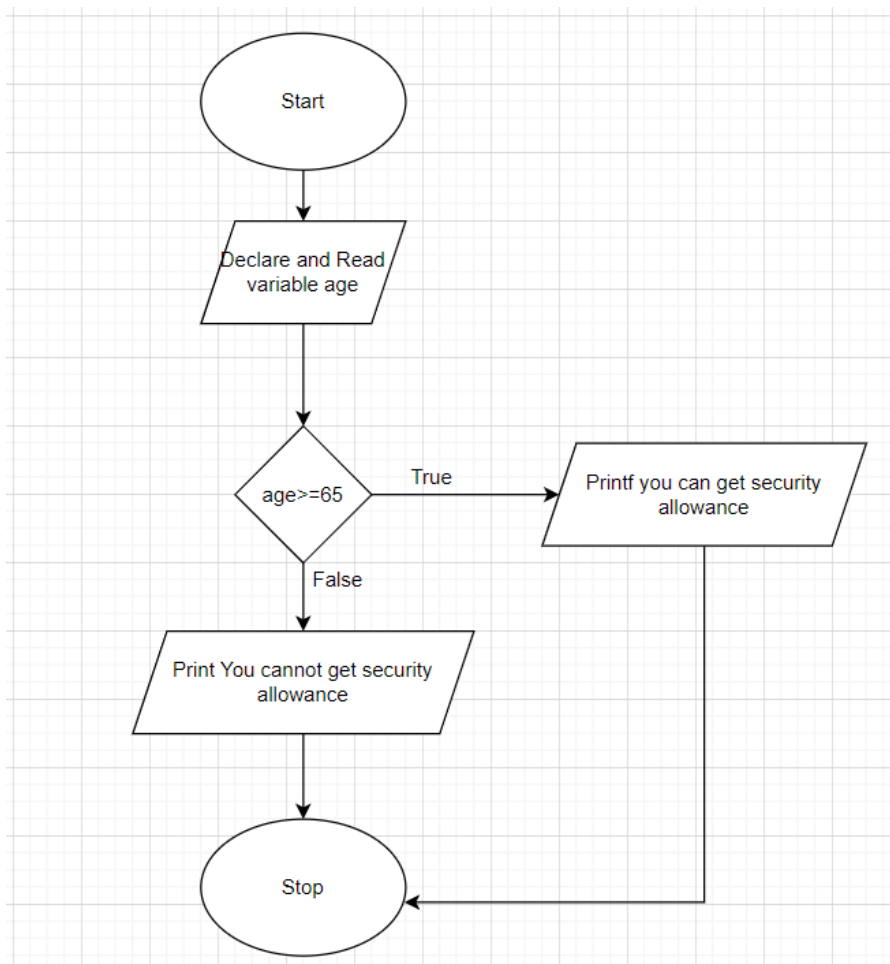 Start
Declare and Read
variable age
age>=65
True
Printf you can get security
allowance
False
Print You cannot get security
allowance
Stop